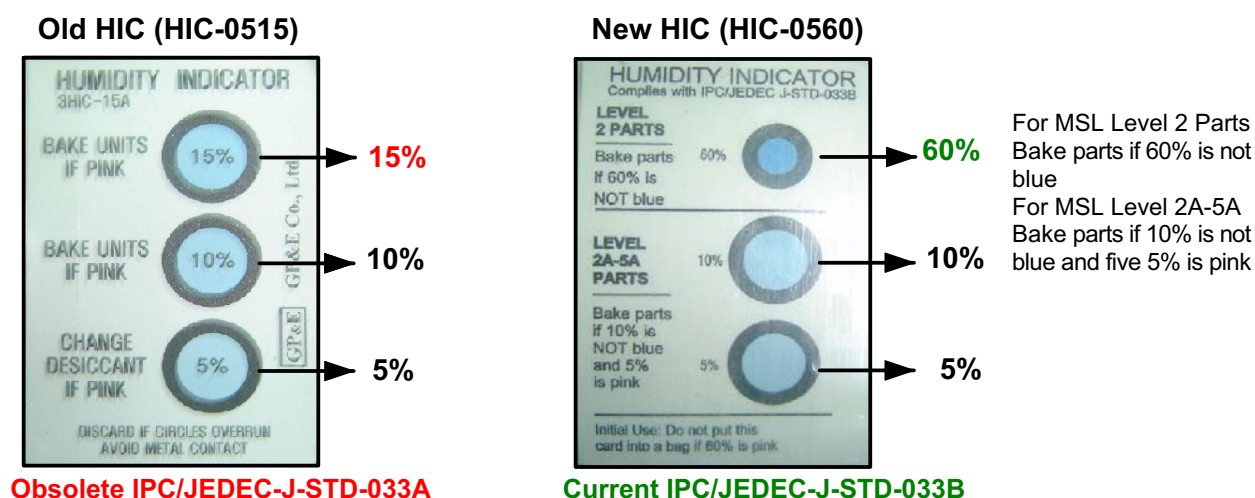 Old HIC (HIC-0515)
HUMIDITY INDICATOR
3HIC-15A
BAKE UNITS
IF PINK
15%
15%
BAKE UNITS
IF PINK
10%
10%
CHANGE
DESICCANT
IF PINK
5%
5%
GP&E GP&E Co., Ltd
DISCARD IF CIRCLES OVERRUN
AVOID METAL CONTACT
Obsolete IPC/JEDEC-J-STD-033A
New HIC (HIC-0560)
HUMIDITY INDICATOR
Complies with IPC/JEDEC J-STD-033B
LEVEL
2 PARTS
Bake parts
if 60% is
NOT blue
60%
60%
LEVEL
2A-5A
PARTS
10%
10%
Bake parts
if 10% is
NOT blue
and 5%
is pink
5%
5%
Initial Use: Do not put this
card into a bag if 60% is pink
Current IPC/JEDEC-J-STD-033B
For MSL Level 2 Parts
Bake parts if 60% is not
blue
For MSL Level 2A-5A
Bake parts if 10% is not
blue and five 5% is pink